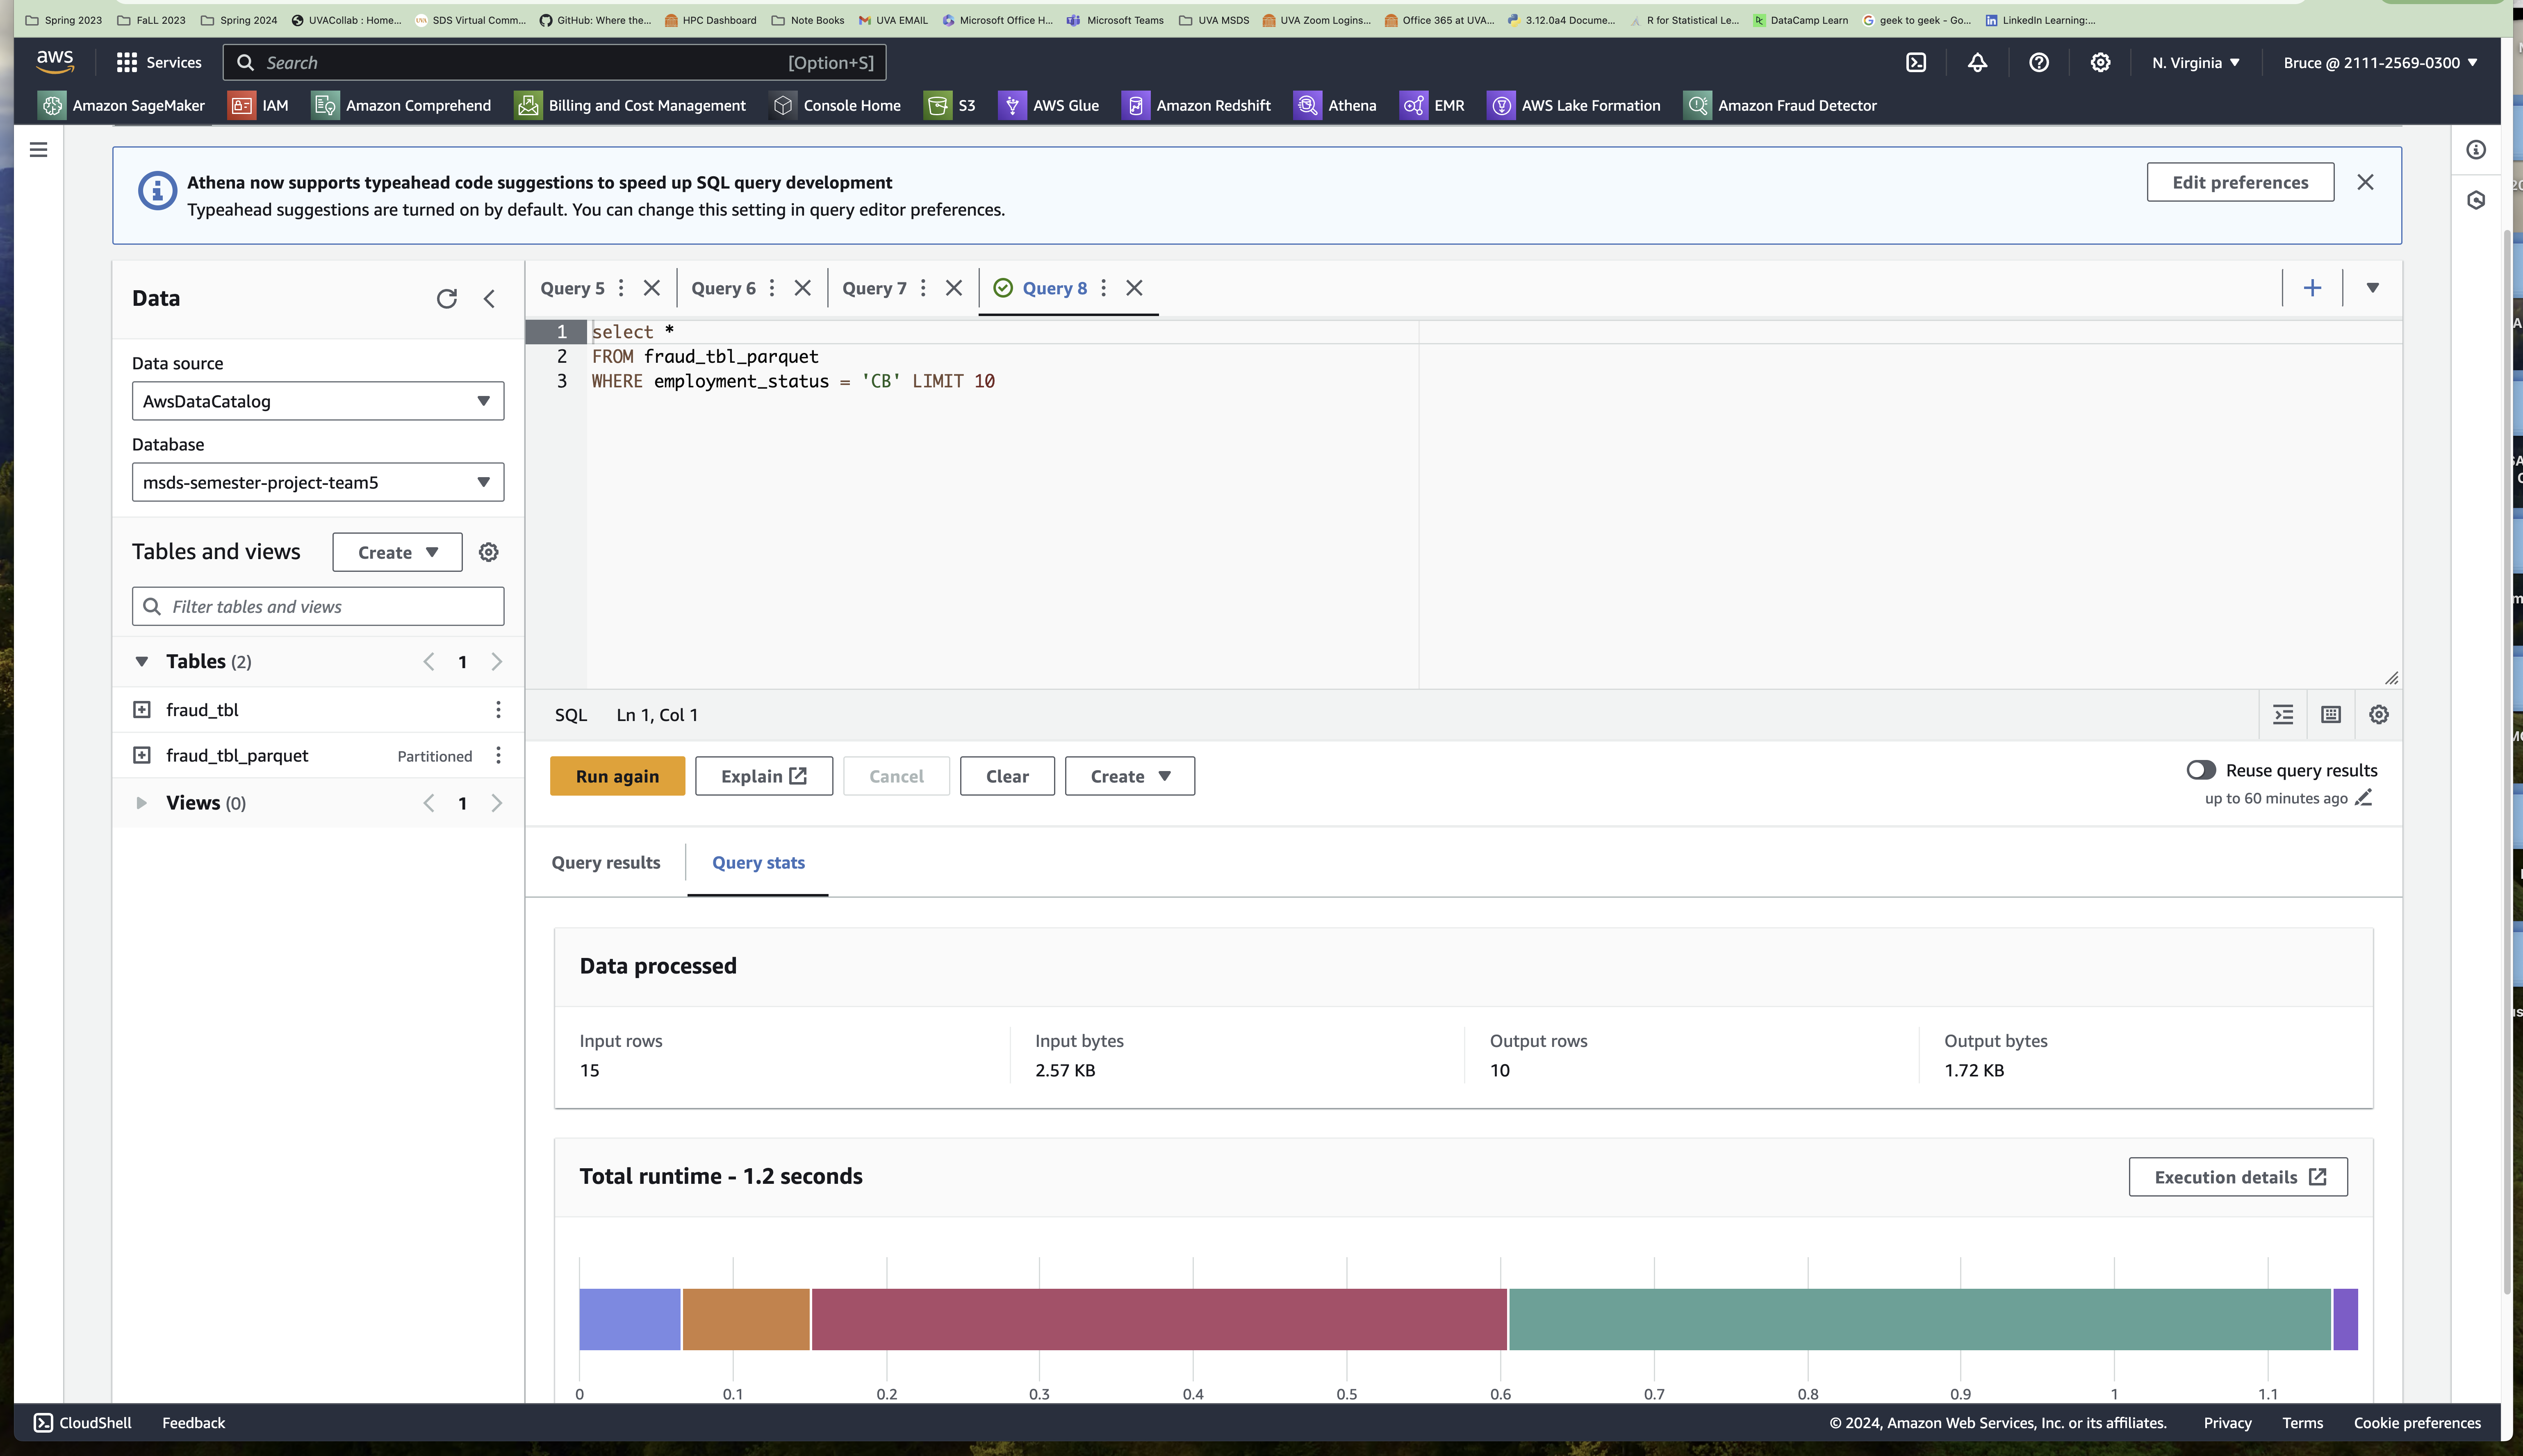 Spring 2023 FaLL 2023 Spring 2024 UVACollab : Home... UVA SDS Virtual Comm... GitHub: Where the... HPC Dashboard Note Books UVA EMAIL Microsoft Office H... Microsoft Teams UVA MSDS UVA Zoom Logins... Office 365 at UVA... 3.12.0a4 Docume... R for Statistical Le... DataCamp Learn geek to geek - Go... LinkedIn Learning:...
aws Services Search [Option+S] N. Virginia Bruce @ 2111-2569-0300
Amazon SageMaker IAM Amazon Comprehend Billing and Cost Management Console Home S3 AWS Glue Amazon Redshift Athena EMR AWS Lake Formation Amazon Fraud Detector
Athena now supports typeahead code suggestions to speed up SQL query development
Typeahead suggestions are turned on by default. You can change this setting in query editor preferences.
Edit preferences
Data
Data source
AwsDataCatalog
Database
msds-semester-project-team5
Tables and views Create
Filter tables and views
Tables (2) 1
fraud_tbl
fraud_tbl_parquet Partitioned
Views (0) 1
Query 5 Query 6 Query 7 Query 8
1 select *
2 FROM fraud_tbl_parquet
3 WHERE employment_status = 'CB' LIMIT 10
SQL Ln 1, Col 1
Run again Explain Cancel Clear Create
Reuse query results
up to 60 minutes ago
Query results Query stats
Data processed
Input rows Input bytes Output rows Output bytes
15 2.57 KB 10 1.72 KB
Total runtime - 1.2 seconds Execution details
0 0.1 0.2 0.3 0.4 0.5 0.6 0.7 0.8 0.9 1 1.1
CloudShell Feedback © 2024, Amazon Web Services, Inc. or its affiliates. Privacy Terms Cookie preferences